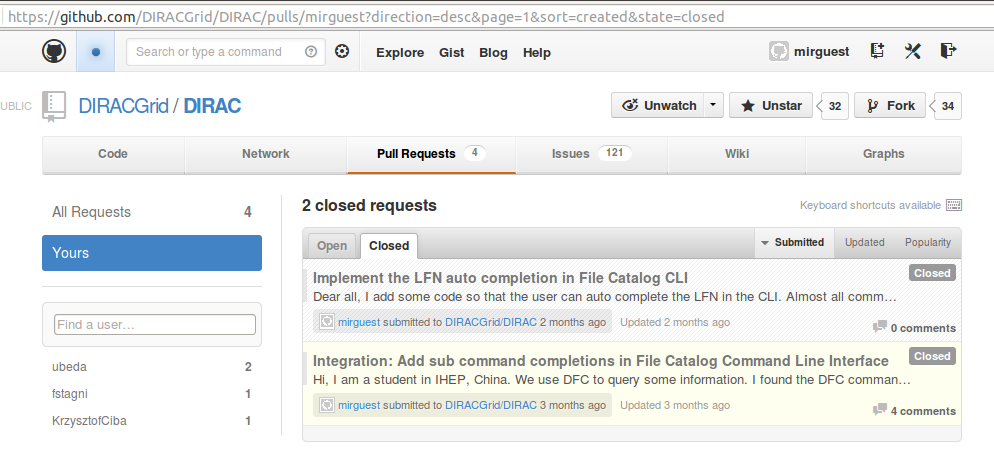 https://github.com/DIRACGrid/DIRAC/pulls/mirguest?direction=desc&page=1&sort=created&state=closed
Search or type a command
Explore Gist Blog Help
mirguest
UBLIC DIRACGrid / DIRAC
Unwatch Unstar 32 Fork 34
Code Network Pull Requests 4 Issues 121 Wiki Graphs
All Requests 4
Yours
Find a user…
ubeda 2
fstagni 1
KrzysztofCiba 1
2 closed requests
Keyboard shortcuts available
Open Closed Submitted Updated Popularity
Implement the LFN auto completion in File Catalog CLI Closed
Dear all, I add some code so that the user can auto complete the LFN in the CLI. Almost all comm…
mirguest submitted to DIRACGrid/DIRAC 2 months ago Updated 2 months ago
0 comments
Integration: Add sub command completions in File Catalog Command Line Interface Closed
Hi, I am a student in IHEP, China. We use DFC to query some information. I found the DFC comman…
mirguest submitted to DIRACGrid/DIRAC 3 months ago Updated 3 months ago
4 comments